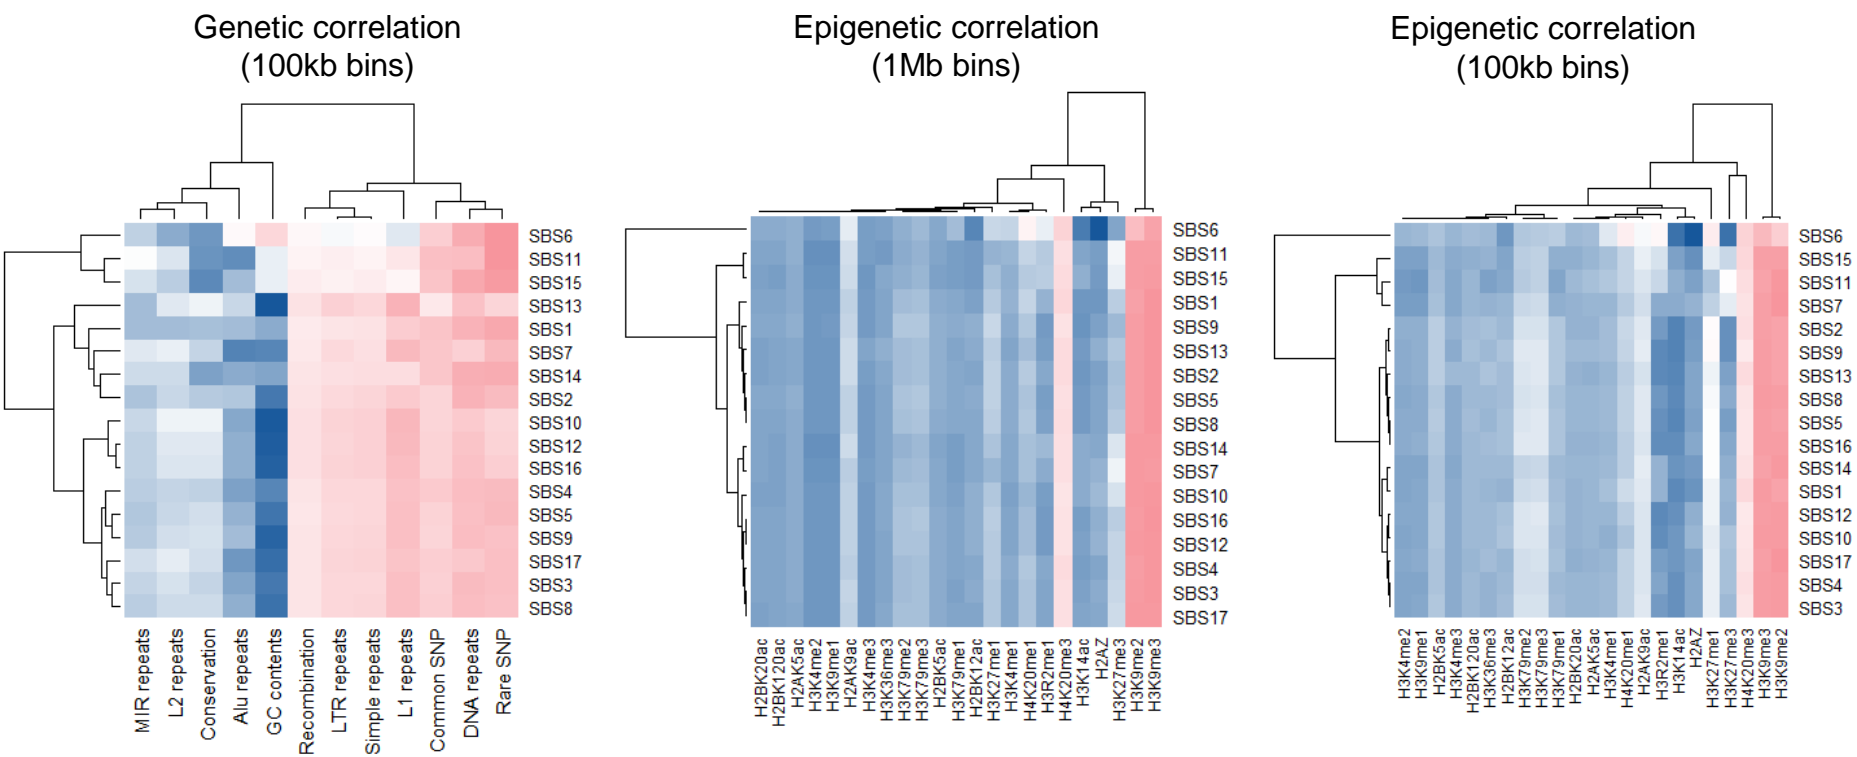 Genetic correlation
(100kb bins)
SBS6
SBS11
SBS15
SBS13
SBS1
SBS7
SBS14
SBS2
SBS10
SBS12
SBS16
SBS4
SBS5
SBS9
SBS17
SBS3
SBS8
MIR repeats
L2 repeats
Conservation
Alu repeats
GC contents
Recombination
LTR repeats
Simple repeats
L1 repeats
Common SNP
DNA repeats
Rare SNP
Epigenetic correlation
(1Mb bins)
SBS6
SBS11
SBS15
SBS1
SBS9
SBS13
SBS2
SBS5
SBS8
SBS14
SBS7
SBS10
SBS16
SBS12
SBS4
SBS3
SBS17
H2BK20ac
H2BK120ac
H2AK5ac
H3K4me2
H3K9me1
H2AK9ac
H3K4me3
H3K36me3
H3K79me2
H3K79me3
H2BK5ac
H3K79me1
H2BK12ac
H3K27me1
H3K4me1
H4K20me1
H3R2me1
H4K20me3
H3K14ac
H2AZ
H3K27me3
H3K9me2
H3K9me3
Epigenetic correlation
(100kb bins)
SBS6
SBS15
SBS11
SBS7
SBS2
SBS9
SBS13
SBS8
SBS5
SBS16
SBS14
SBS1
SBS12
SBS10
SBS17
SBS4
SBS3
H3K4me2
H3K9me1
H2BK5ac
H3K4me3
H2BK120ac
H3K36me3
H2BK12ac
H3K79me2
H3K79me3
H3K79me1
H2BK20ac
H2AK5ac
H3K4me1
H4K20me1
H2AK9ac
H3R2me1
H3K14ac
H2AZ
H3K27me1
H3K27me3
H4K20me3
H3K9me3
H3K9me2